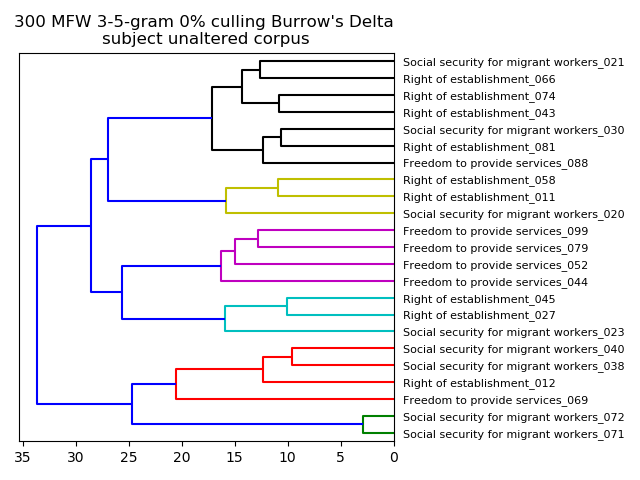 300 MFW 3-5-gram 0% culling Burrow's Delta
subject unaltered corpus
Social security for migrant workers_021
Right of establishment_066
Right of establishment_074
Right of establishment_043
Social security for migrant workers_030
Right of establishment_081
Freedom to provide services_088
Right of establishment_058
Right of establishment_011
Social security for migrant workers_020
Freedom to provide services_099
Freedom to provide services_079
Freedom to provide services_052
Freedom to provide services_044
Right of establishment_045
Right of establishment_027
Social security for migrant workers_023
Social security for migrant workers_040
Social security for migrant workers_038
Right of establishment_012
Freedom to provide services_069
Social security for migrant workers_072
Social security for migrant workers_071
35 30 25 20 15 10 5 0